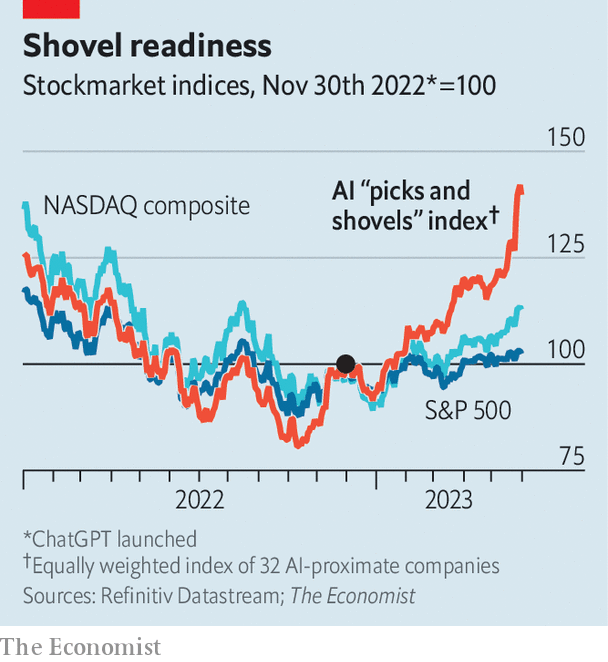 Shovel readiness
Stockmarket indices, Nov 30th 2022*=100
150
NASDAQ composite
AI “picks and
shovels” index†
125
100
S&P 500
75
2022
2023
*ChatGPT launched
†Equally weighted index of 32 AI-proximate companies
Sources: Refinitiv Datastream; The Economist
The Economist